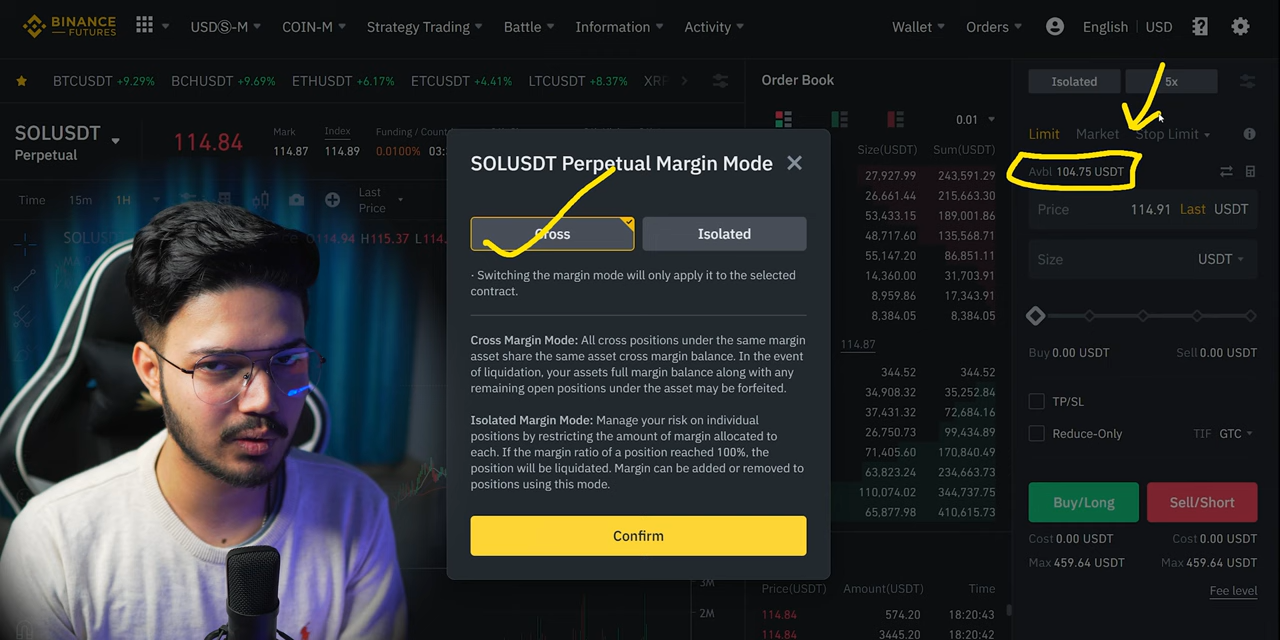 BINANCE
FUTURES
USDⓈ-M
COIN-M
Strategy Trading
Battle
Information
Activity
Wallet
Orders
English
USD
BTCUSDT +9.29%
BCHUSDT +9.69%
ETHUSDT +6.17%
ETCUSDT +4.41%
LTCUSDT +8.37%
SOLUSDT
Perpetual
114.84
Mark
114.87
Index
114.89
Funding / Count
0.0100% 03:
Time
15m
1H
Last
Price
H115.37
SOLUSDT Perpetual Margin Mode
Cross
Isolated
· Switching the margin mode will only apply it to the selected
contract.
Cross Margin Mode: All cross positions under the same margin
asset share the same asset cross margin balance. In the event
of liquidation, your assets full margin balance along with any
remaining open positions under the asset may be forfeited.
Isolated Margin Mode: Manage your risk on individual
positions by restricting the amount of margin allocated to
each. If the margin ratio of a position reached 100%, the
position will be liquidated. Margin can be added or removed to
positions using this mode.
Confirm
3M
2M
Order Book
0.01
Size(USDT) Sum(USDT)
27,927.99 243,591.29
26,661.44 215,663.30
53,433.15 189,001.86
48,717.60 135,568.71
55,147.20 86,851.11
14,360.00 31,703.91
8,959.86 17,343.91
8,384.05 8,384.05
114.87
344.52 344.52
34,908.32 35,252.84
37,431.32 72,684.16
26,750.73 99,434.89
71,405.60 170,840.49
63,823.24 234,663.73
110,074.02 344,737.75
65,877.98 410,615.73
Price(USDT) Amount(USDT) Time
114.84 574.20 18:20:43
114.84 3445.20 18:20:42
Isolated
5x
Limit
Market
Stop Limit
Avbl 104.75 USDT
Price 114.91 Last USDT
Size USDT
Buy 0.00 USDT
Sell 0.00 USDT
TP/SL
Reduce-Only
TIF GTC
Buy/Long
Sell/Short
Cost 0.00 USDT
Cost 0.00 USDT
Max 459.64 USDT
Max 459.64 USDT
Fee level